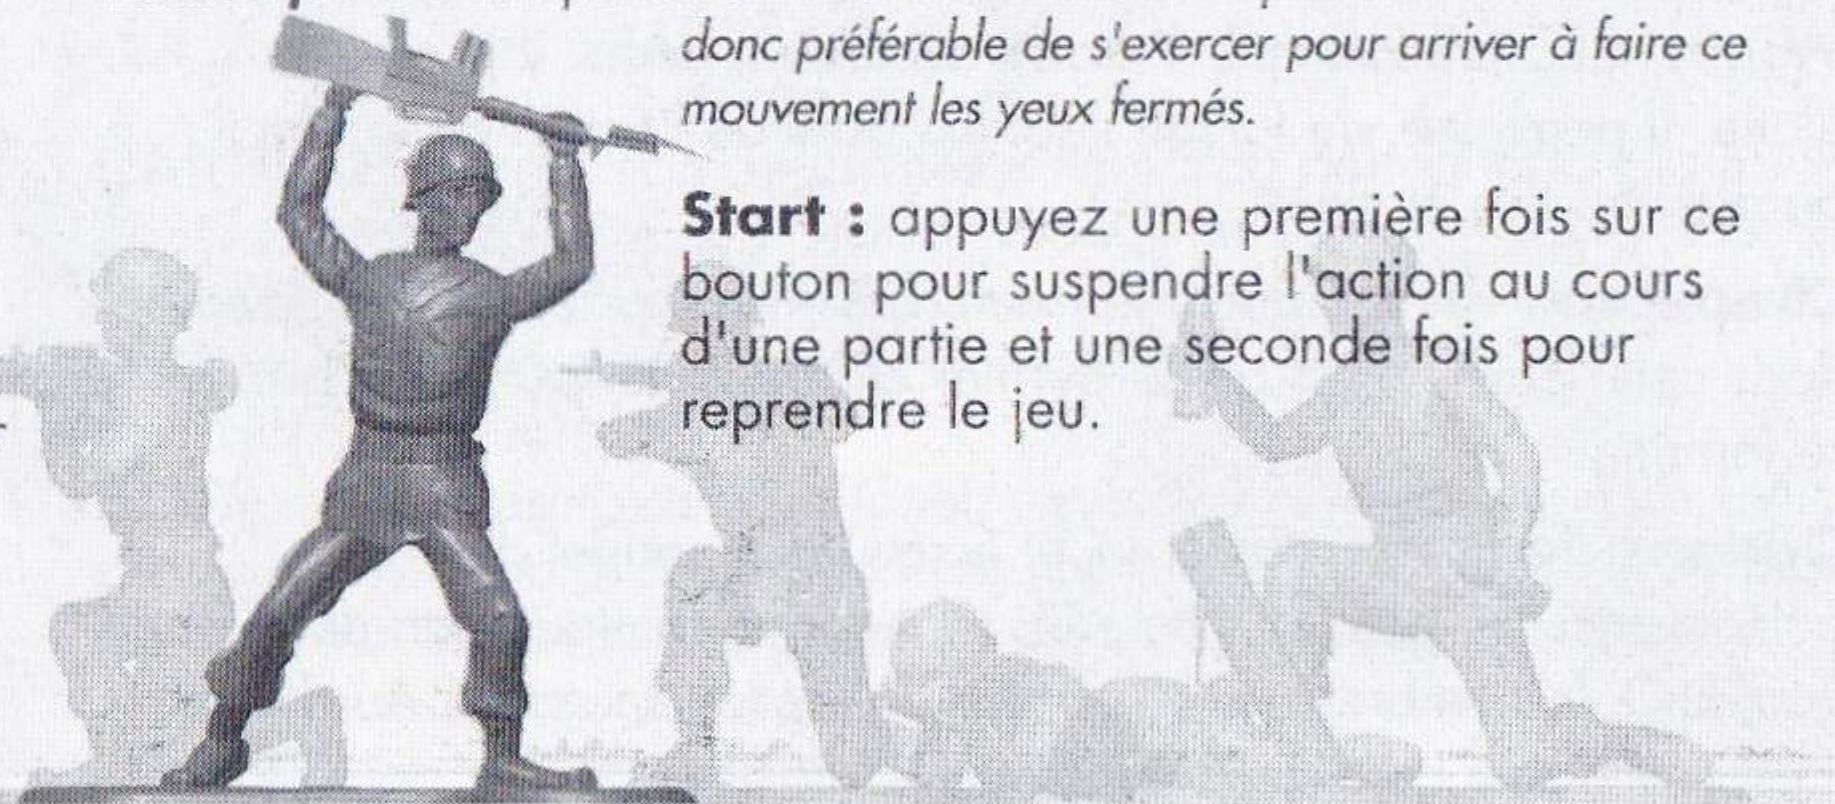 donc préférable de s'exercer pour arriver à faire ce
mouvement les yeux fermés.
Start : appuyez une première fois sur ce
bouton pour suspendre l'action au cours
d'une partie et une seconde fois pour
reprendre le jeu.